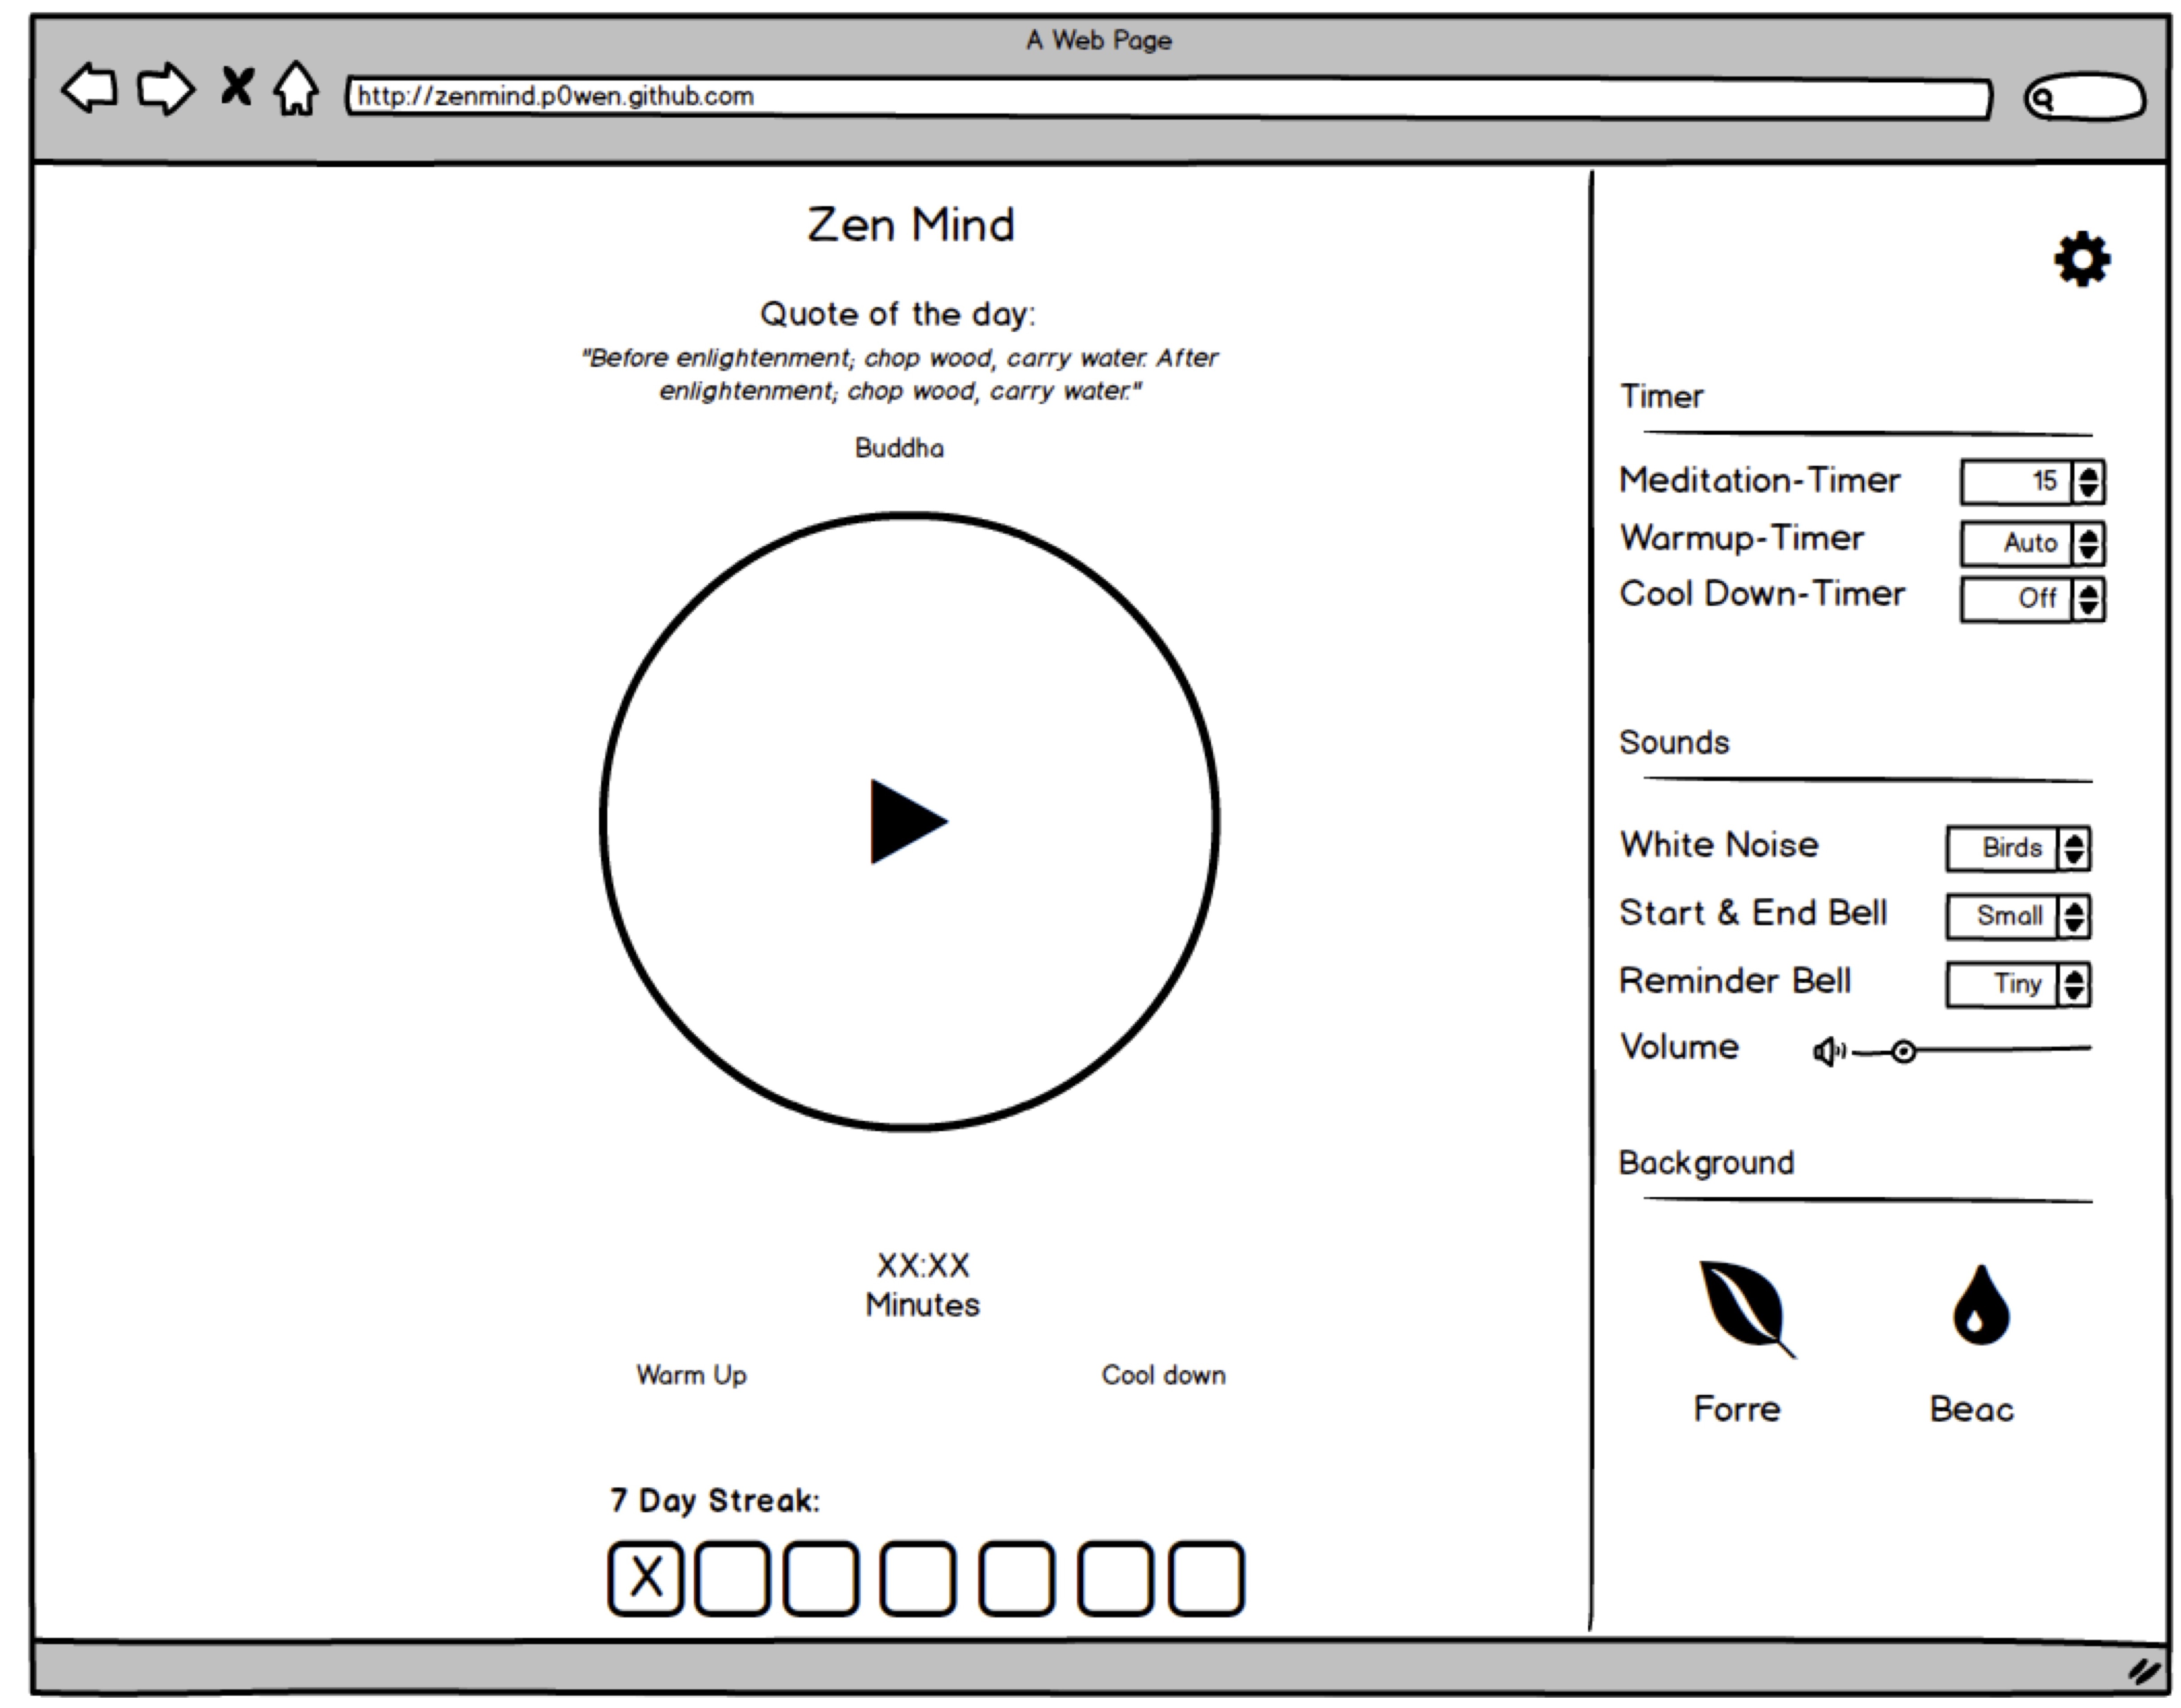 A Web Page
http://zenmind.p0wen.github.com
Zen Mind
Quote of the day:
"Before enlightenment; chop wood, carry water. After
enlightenment; chop wood, carry water."
Buddha
XX:XX
Minutes
Warm Up
Cool down
7 Day Streak:
X
Timer
Meditation-Timer 15
Warmup-Timer Auto
Cool Down-Timer Off
Sounds
White Noise Birds
Start & End Bell Small
Reminder Bell Tiny
Volume
Background
Forre Beac